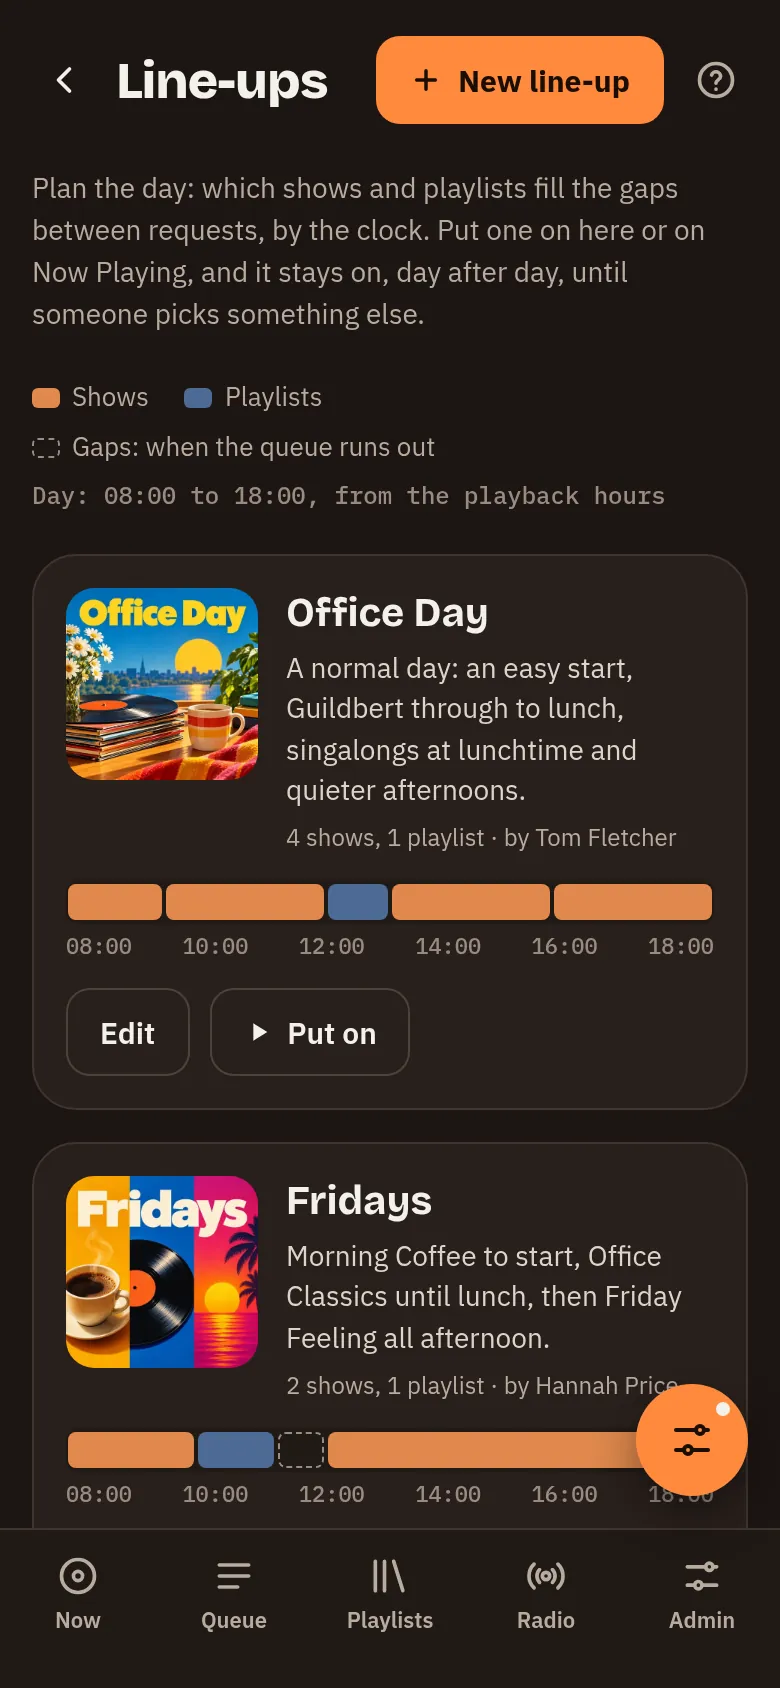 Line-ups
New line-up
Plan the day: which shows and playlists fill the gaps
between requests, by the clock. Put one on here or on
Now Playing, and it stays on, day after day, until
someone picks something else.
Shows
Playlists
Gaps: when the queue runs out
Day: 08:00 to 18:00, from the playback hours
Office Day
Office Day
A normal day: an easy start,
Guildbert through to lunch,
singalongs at lunchtime and
quieter afternoons.
4 shows, 1 playlist · by Tom Fletcher
08:00 10:00 12:00 14:00 16:00 18:00
Edit
Put on
Fridays
Fridays
Morning Coffee to start, Office
Classics until lunch, then Friday
Feeling all afternoon.
2 shows, 1 playlist · by Hannah Price
08:00 10:00 12:00 14:00 16:00 18:00
Now
Queue
Playlists
Radio
Admin